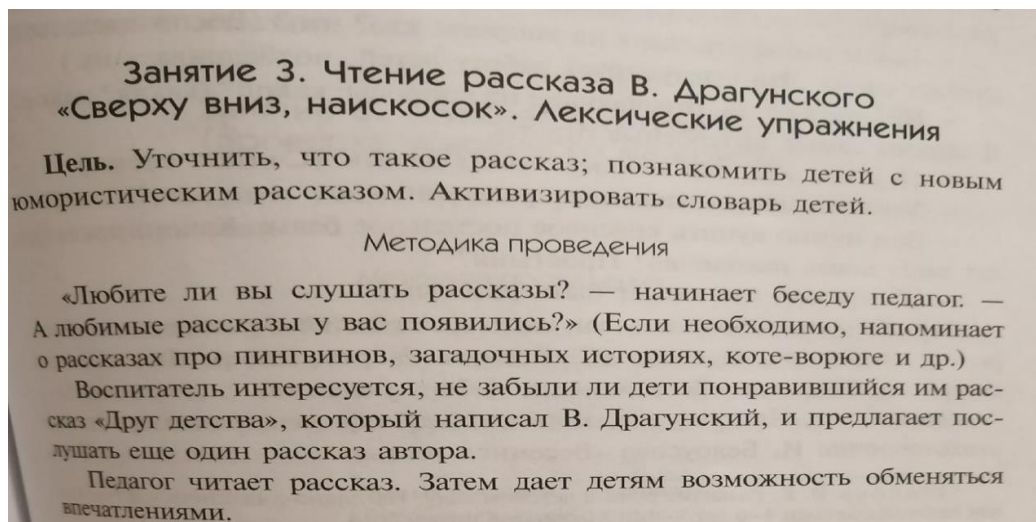 Занятие 3. Чтение рассказа В. Драгунского
«Сверху вниз, наискосок». Лексические упражнения
Цель. Уточнить, что такое рассказ; познакомить детей с новым
юмористическим рассказом. Активизировать словарь детей.
Методика проведения
«Любите ли вы слушать рассказы? — начинает беседу педагог. —
А любимые рассказы у вас появились?» (Если необходимо, напоминает
о рассказах про пингвинов, загадочных историях, коте-ворюге и др.)
Воспитатель интересуется, не забыли ли дети понравившийся им рас-
сказ «Друг детства», который написал В. Драгунский, и предлагает пос-
лушать еще один рассказ автора.
Педагог читает рассказ. Затем дает детям возможность обменяться
впечатлениями.